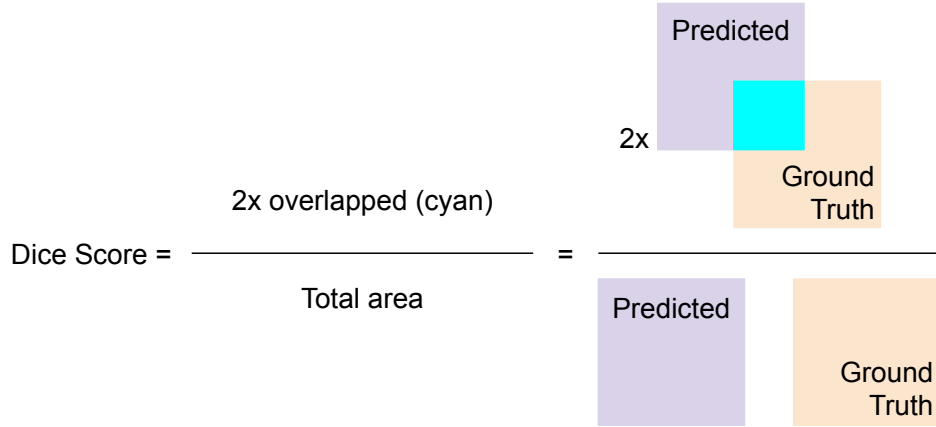 Predicted
2x
Ground
Truth
2x overlapped (cyan)
Dice Score =
=
Total area
Predicted
Ground
Truth